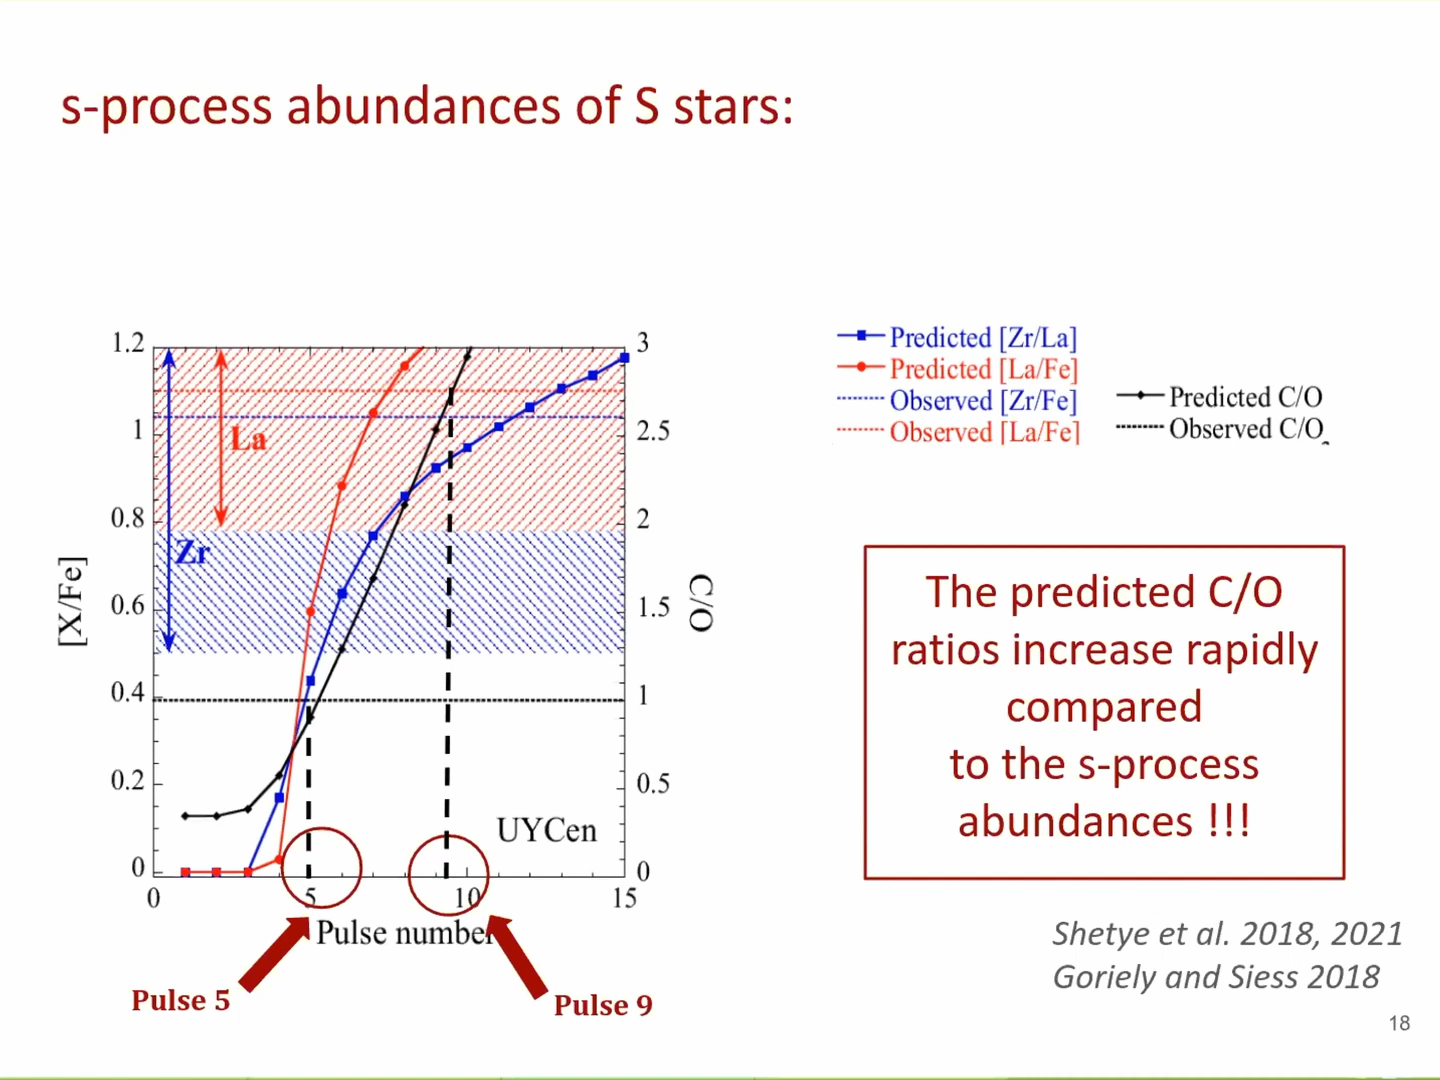 s-process abundances of S stars:
1.2
1
0.8
0.6
0.4
0.2
0
[X/Fe]
La
Zr
UYCen
3
2.5
2
1.5
1
0.5
0
C/O
0
5
10
15
Pulse number
Pulse 5
Pulse 9
Predicted [Zr/La]
Predicted [La/Fe]
Observed [Zr/Fe]
Observed [La/Fe]
Predicted C/O
Observed C/O
The predicted C/O
ratios increase rapidly
compared
to the s-process
abundances !!!
Shetye et al. 2018, 2021
Goriely and Siess 2018
18